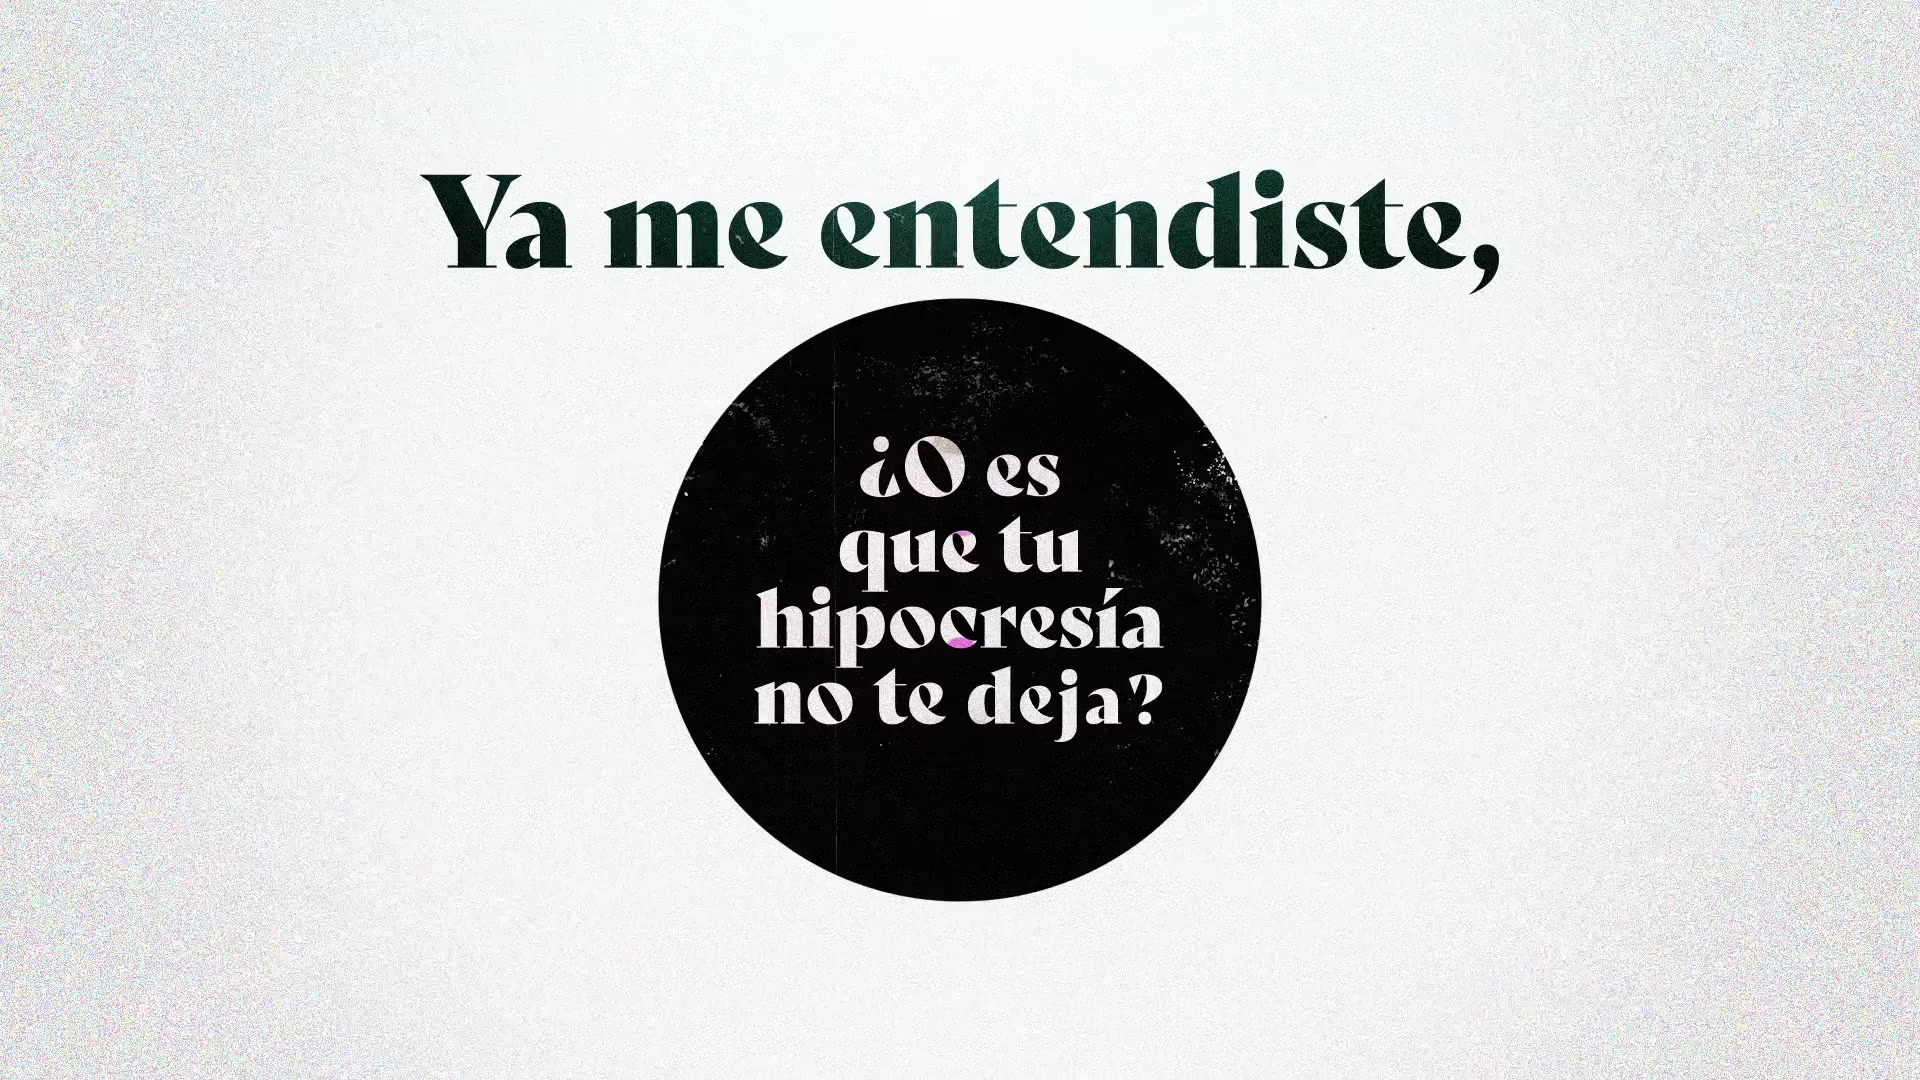 Ya me entendiste,
¿O es
que tu
hipocresía
no te deja?